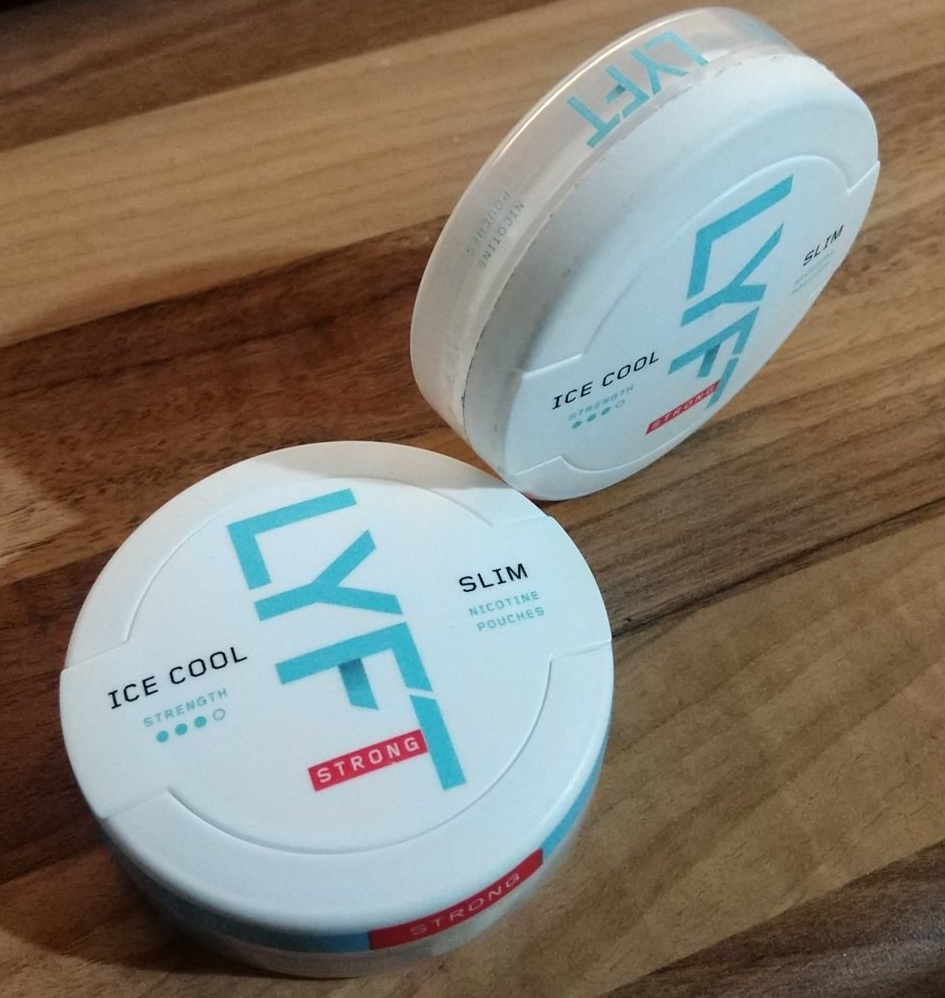 LYFT
NICOTINE
POUCHES
LYFT
SLIM
ICE COOL
STRENGTH
STRONG
LYFT
SLIM
NICOTINE
POUCHES
ICE COOL
STRENGTH
STRONG
STRONG